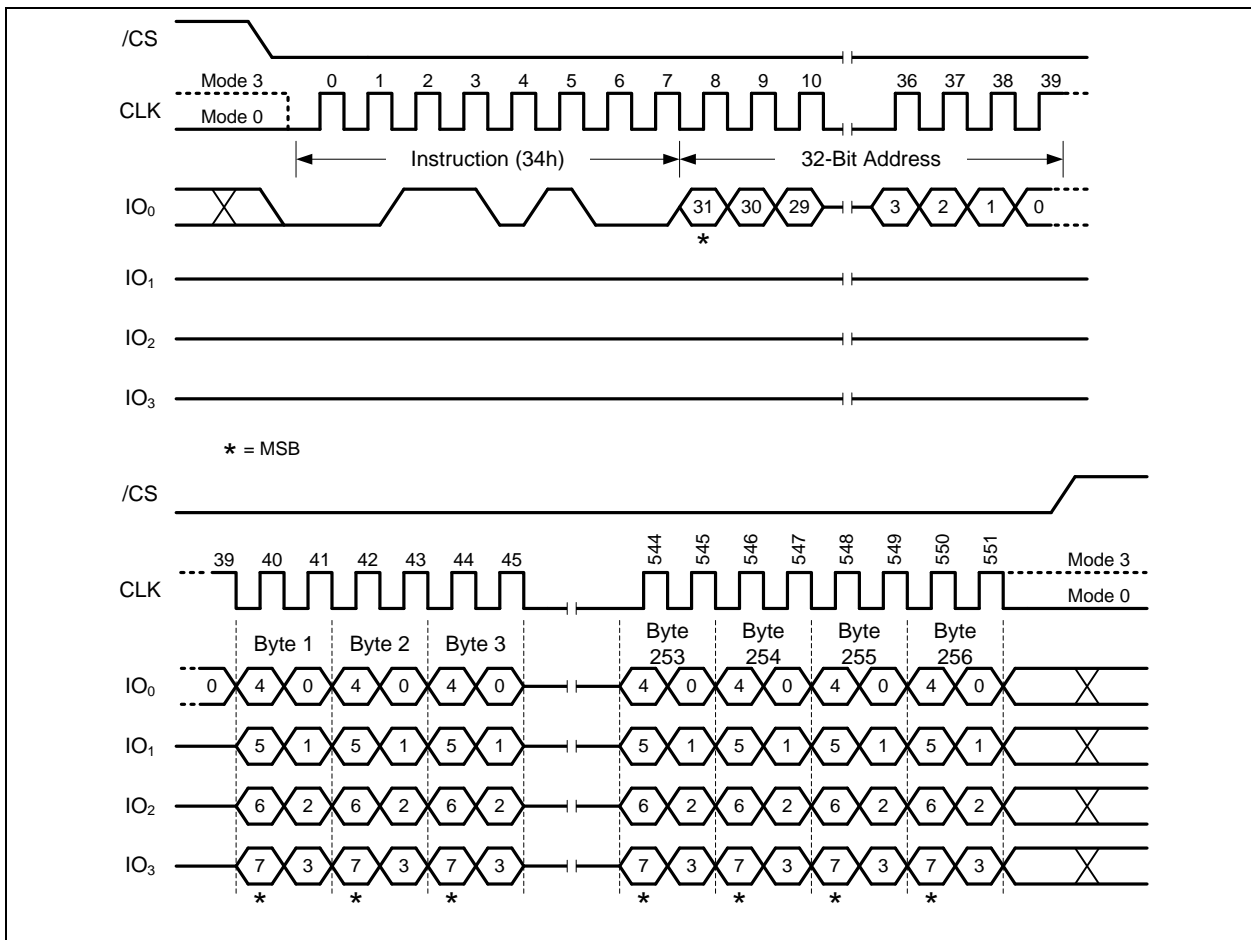 /CS
Mode 3 0 1 2 3 4 5 6 7 8 9 10 36 37 38 39
CLK Mode 0
Instruction (34h) 32-Bit Address
IO₀ 31 30 29 3 2 1 0
*
IO₁
IO₂
IO₃
* = MSB
/CS
39 40 41 42 43 44 45 544 545 546 547 548 549 550 551 Mode 3
CLK Mode 0
Byte 1 Byte 2 Byte 3 Byte 253 Byte 254 Byte 255 Byte 256
IO₀ 0 4 0 4 0 4 0 4 0 4 0 4 0 4 0
IO₁ 5 1 5 1 5 1 5 1 5 1 5 1 5 1
IO₂ 6 2 6 2 6 2 6 2 6 2 6 2 6 2
IO₃ 7 3 7 3 7 3 7 3 7 3 7 3 7 3
* * * * * * *